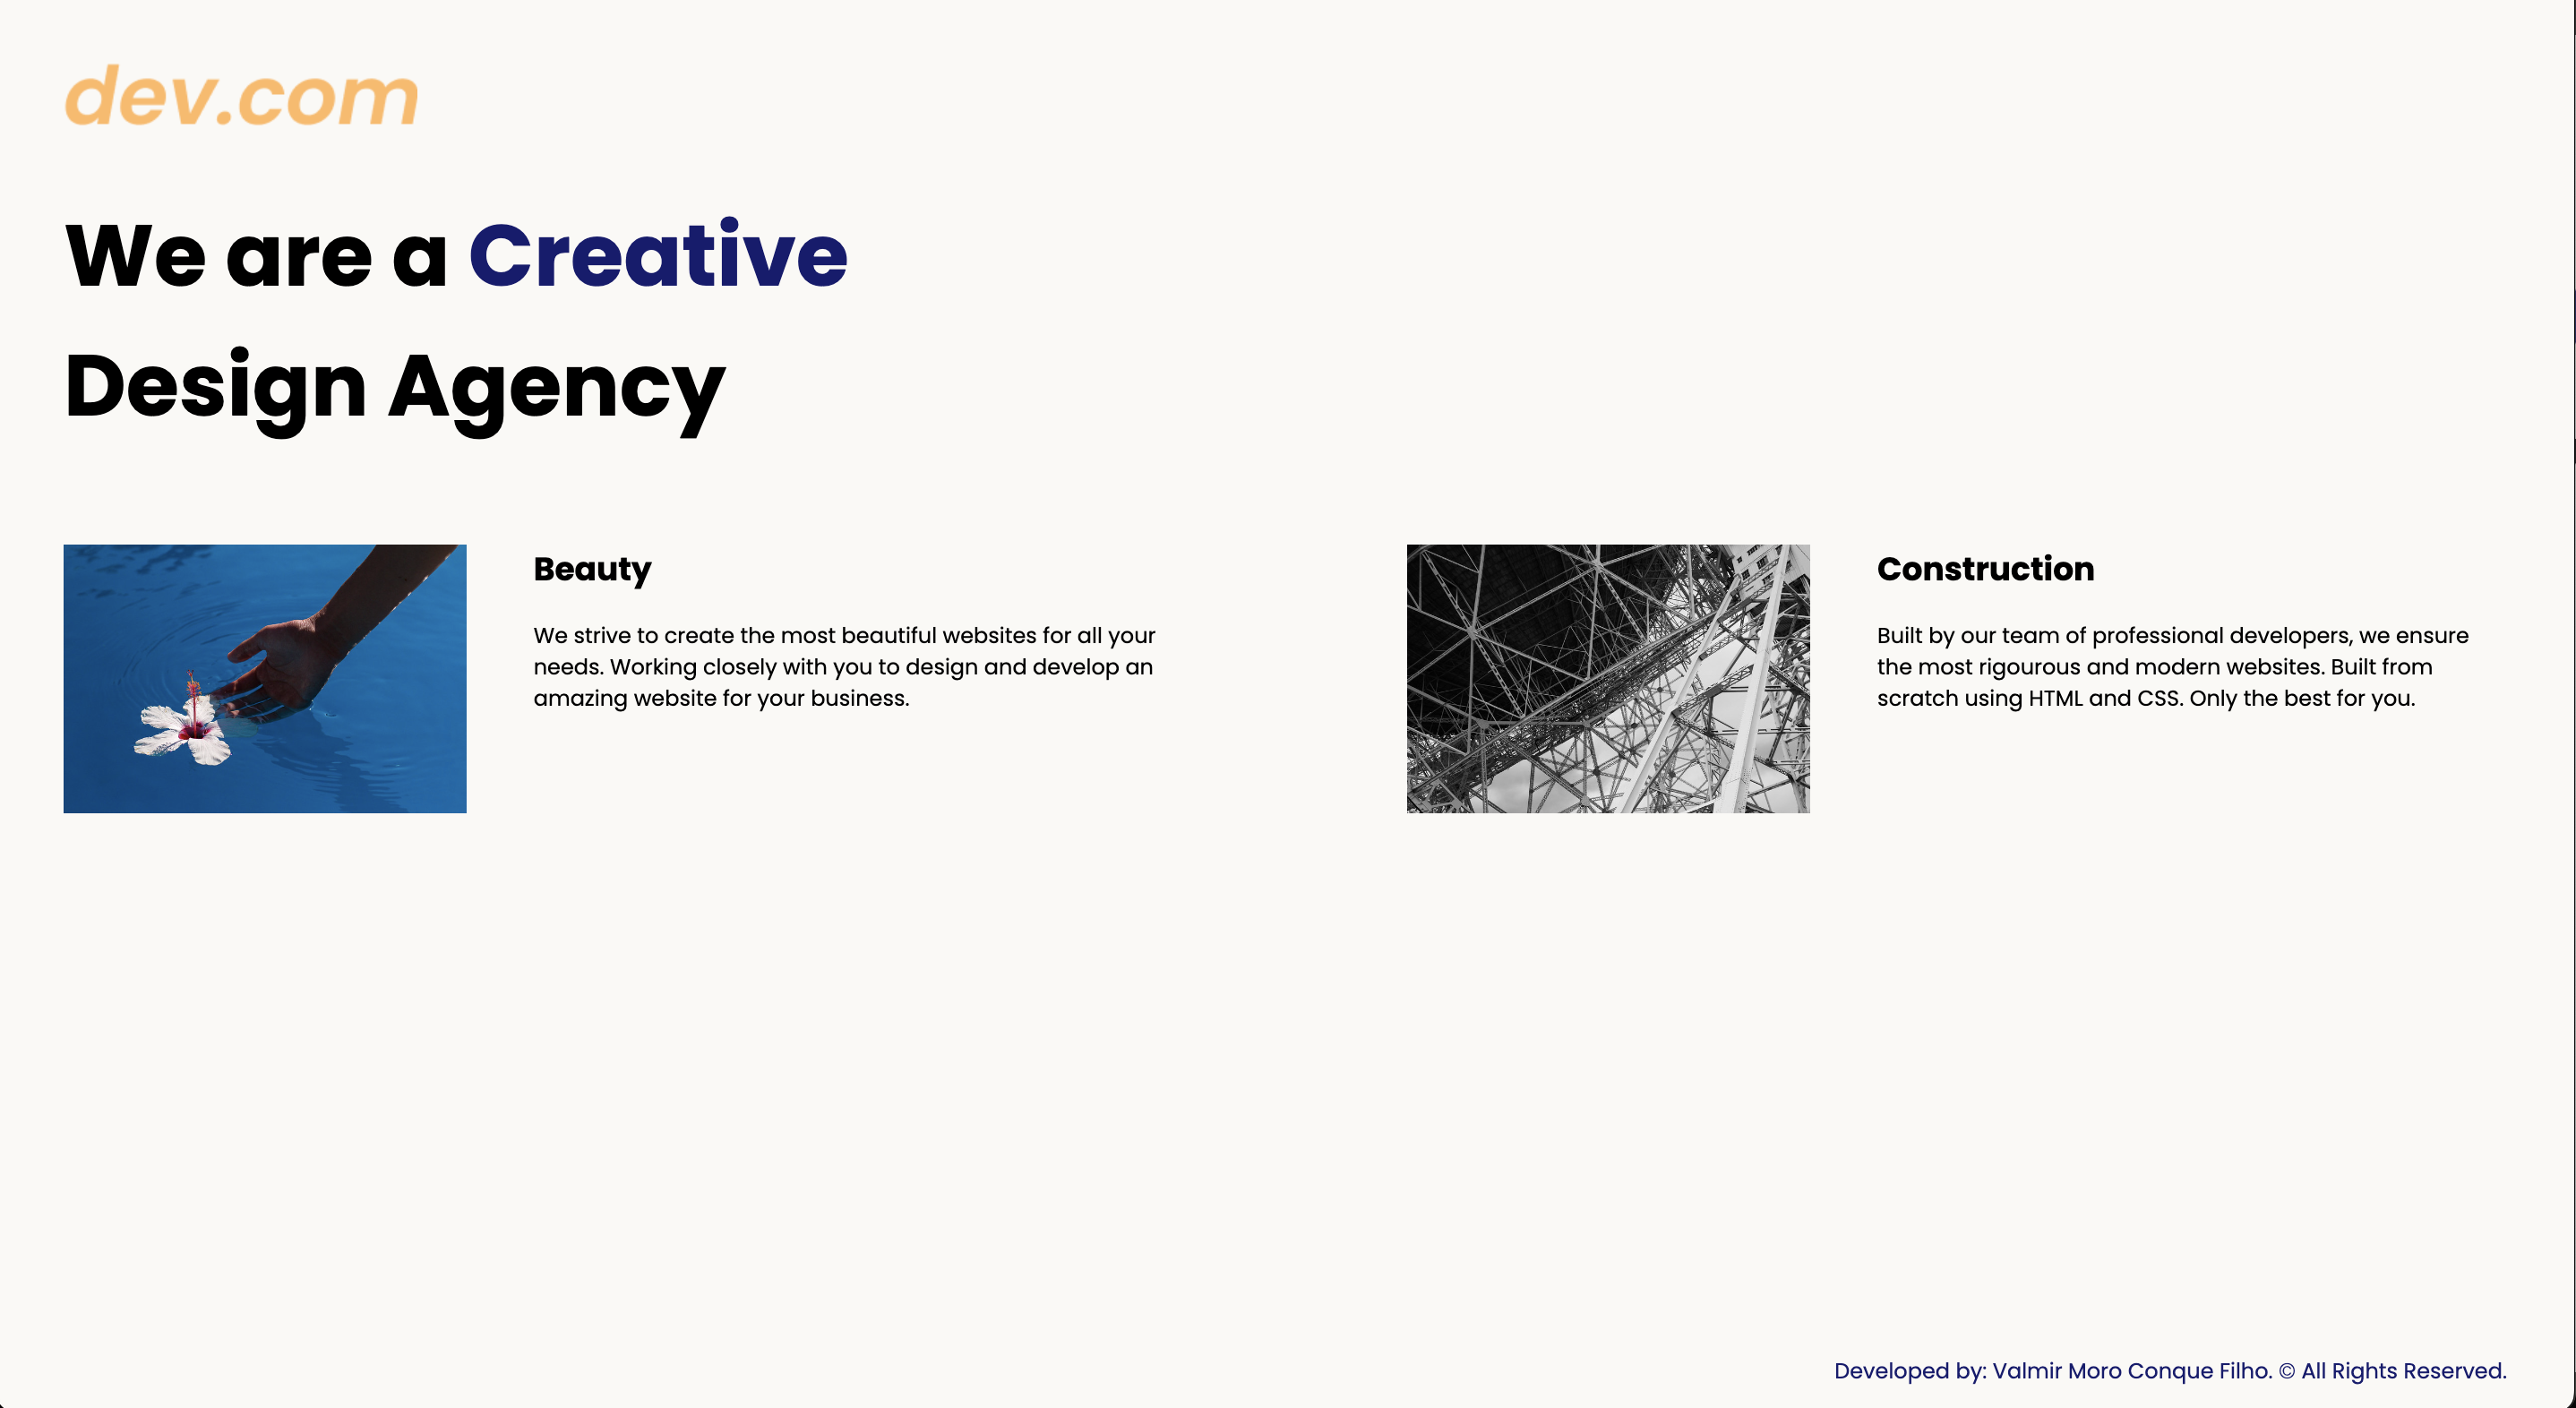 dev.com
We are a Creative
Design Agency
Beauty
We strive to create the most beautiful websites for all your
needs. Working closely with you to design and develop an
amazing website for your business.
Construction
Built by our team of professional developers, we ensure
the most rigourous and modern websites. Built from
scratch using HTML and CSS. Only the best for you.
Developed by: Valmir Moro Conque Filho. © All Rights Reserved.